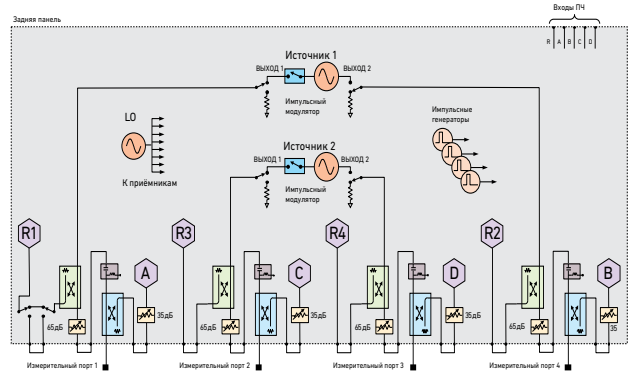 Входы ПЧ
Задняя панель
R A B C D
Источник 1
ВЫХОД 1
ВЫХОД 2
Импульсный
модулятор
LO
К приёмникам
Импульсные
генераторы
Источник 2
ВЫХОД 1
ВЫХОД 2
Импульсный
модулятор
R1
R3
R4
R2
A
C
D
B
65дБ
35дБ
65дБ
35дБ
65дБ
35дБ
65дБ
35
Измерительный порт 1
Измерительный порт 2
Измерительный порт 3
Измерительный порт 4